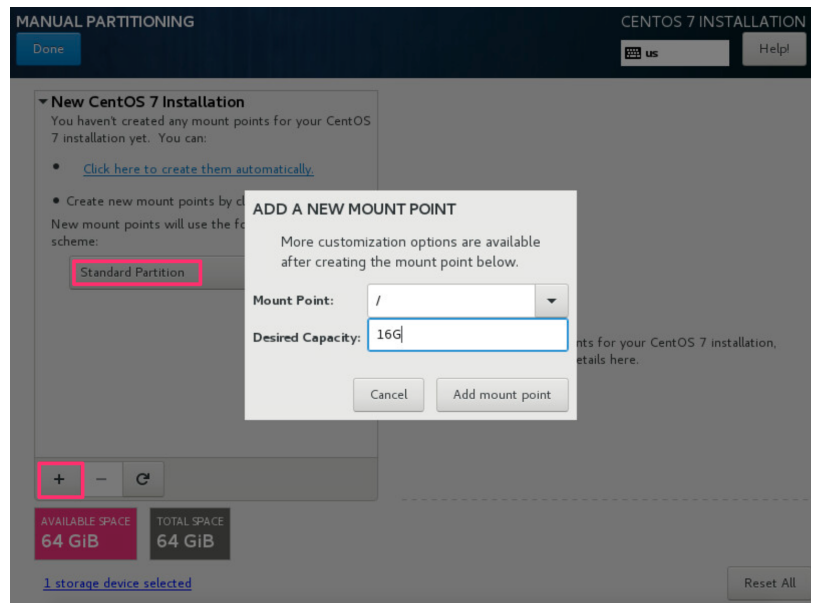 MANUAL PARTITIONING
CENTOS 7 INSTALLATION
Done
us
Help!
New CentOS 7 Installation
You haven't created any mount points for your CentOS
7 installation yet. You can:
Click here to create them automatically.
Create new mount points by
New mount points will use the
scheme:
Standard Partition
ADD A NEW MOUNT POINT
More customization options are available
after creating the mount point below.
Mount Point:
/
Desired Capacity:
16G
Cancel
Add mount point
for your CentOS 7 installation,
here.
+
−
AVAILABLE SPACE
64 GiB
TOTAL SPACE
64 GiB
1 storage device selected
Reset All